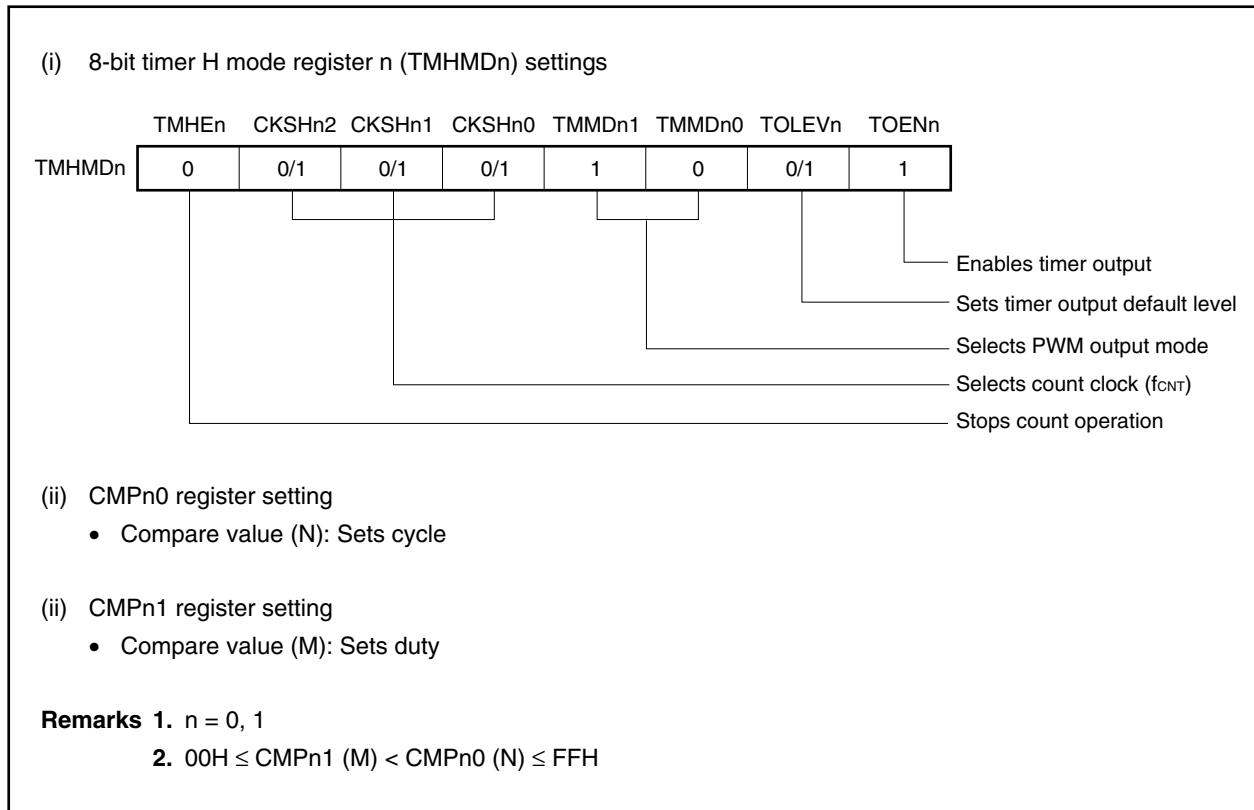 (i) 8-bit timer H mode register n (TMHMDn) settings
TMHEn CKSHn2 CKSHn1 CKSHn0 TMMDn1 TMMDn0 TOLEVn TOENn
TMHMDn 0 0/1 0/1 0/1 1 0 0/1 1
Enables timer output
Sets timer output default level
Selects PWM output mode
Selects count clock (fCNT)
Stops count operation
(ii) CMPn0 register setting
• Compare value (N): Sets cycle
(ii) CMPn1 register setting
• Compare value (M): Sets duty
Remarks 1. n = 0, 1
2. 00H ≤ CMPn1 (M) < CMPn0 (N) ≤ FFH